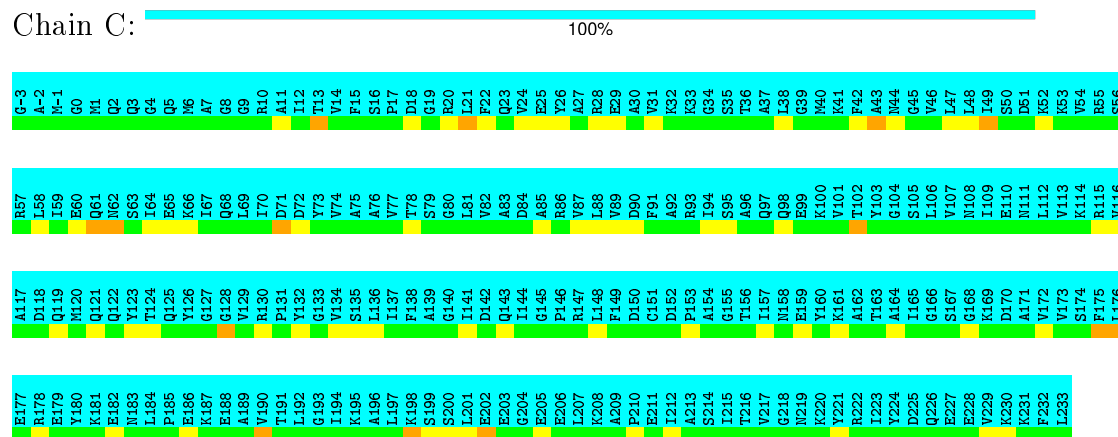 Chain C:
100%
G-3 A-2 M-1 G0 M1 Q2 Q3 G4 Q5 M6 A7 G8 G9 R10 A11 I12 T13 V14 F15 S16 P17 D18 G19 R20 L21 F22 Q23 V24 E25 Y26 A27 R28 E29 A30 V31 K32 K33 G34 S35 T36 A37 L38 G39 M40 K41 F42 A43 N44 G45 V46 L47 L48 I49 S50 D51 K52 K53 V54 R55 S56
R57 L58 I59 E60 Q61 N62 S63 I64 E65 K66 I67 Q68 L69 I70 D71 D72 Y73 V74 A75 A76 V77 T78 S79 G80 L81 V82 A83 D84 A85 R86 V87 L88 V89 D90 F91 A92 R93 I94 S95 A96 Q97 Q98 E99 K100 V101 T102 Y103 G104 S105 L106 V107 N108 I109 E110 N111 L112 V113 K114 R115 V116
A117 D118 Q119 M120 Q121 Q122 Y123 T124 Q125 Y126 G127 G128 V129 R130 P131 Y132 G133 V134 S135 L136 I137 F138 A139 G140 I141 D142 Q143 I144 G145 P146 R147 L148 F149 D150 C151 D152 P153 A154 G155 T156 I157 N158 E159 Y160 K161 A162 T163 A164 I165 G166 S167 G168 K169 D170 A171 V172 V173 S174 F175 L176
E177 R178 E179 Y180 K181 E182 N183 L184 P185 E186 K187 E188 A189 V190 T191 L192 G193 I194 K195 A196 L197 K198 S199 S200 L201 E202 E203 G204 E205 E206 L207 K208 A209 P210 E211 I212 A213 S214 I215 T216 V217 G218 N219 K220 Y221 R222 I223 Y224 D225 Q226 E227 E228 V229 K230 K231 F232 L233